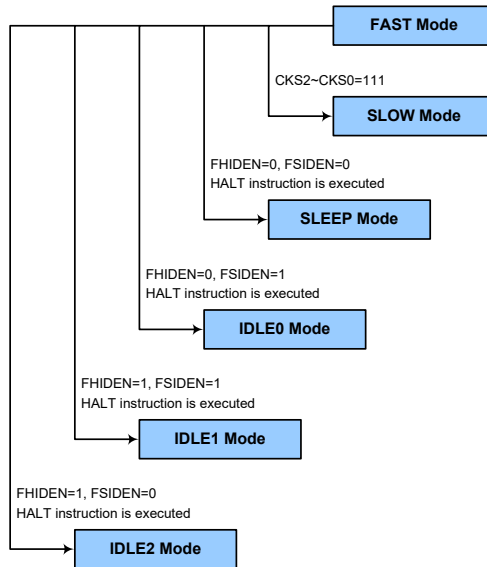 FAST Mode
CKS2~CKS0=111
SLOW Mode
FHIDEN=0, FSIDEN=0
HALT instruction is executed
SLEEP Mode
FHIDEN=0, FSIDEN=1
HALT instruction is executed
IDLE0 Mode
FHIDEN=1, FSIDEN=1
HALT instruction is executed
IDLE1 Mode
FHIDEN=1, FSIDEN=0
HALT instruction is executed
IDLE2 Mode